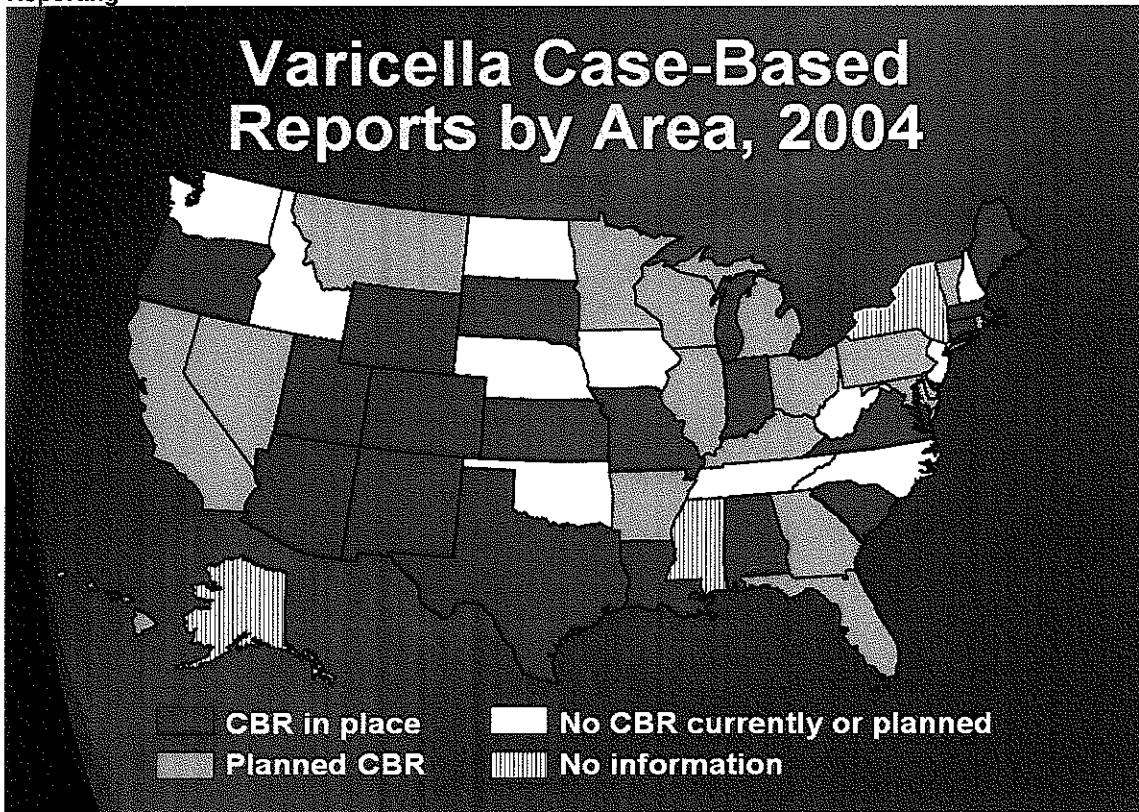 Reporting
Varicella Case-Based
Reports by Area, 2004
CBR in place
No CBR currently or planned
Planned CBR
No information